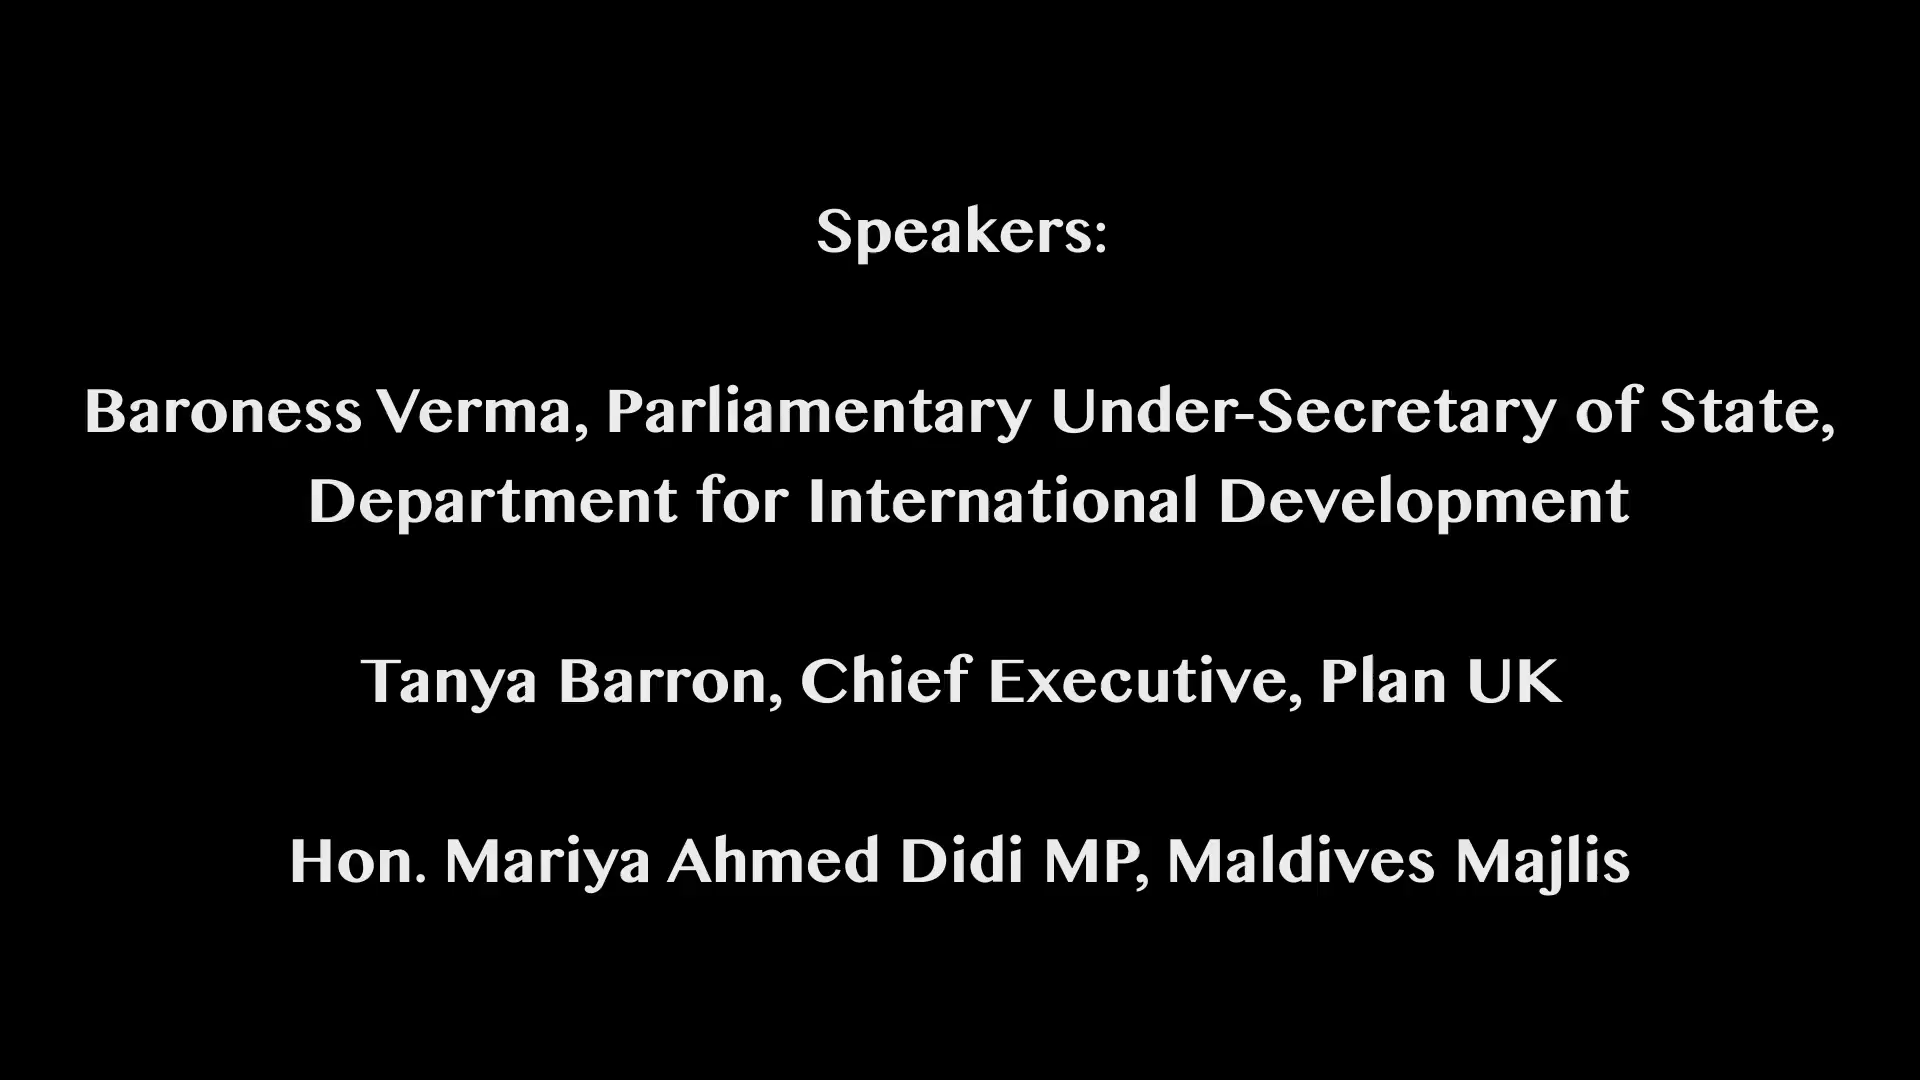 Speakers:
Baroness Verma, Parliamentary Under-Secretary of State,
Department for International Development
Tanya Barron, Chief Executive, Plan UK
Hon. Mariya Ahmed Didi MP, Maldives Majlis